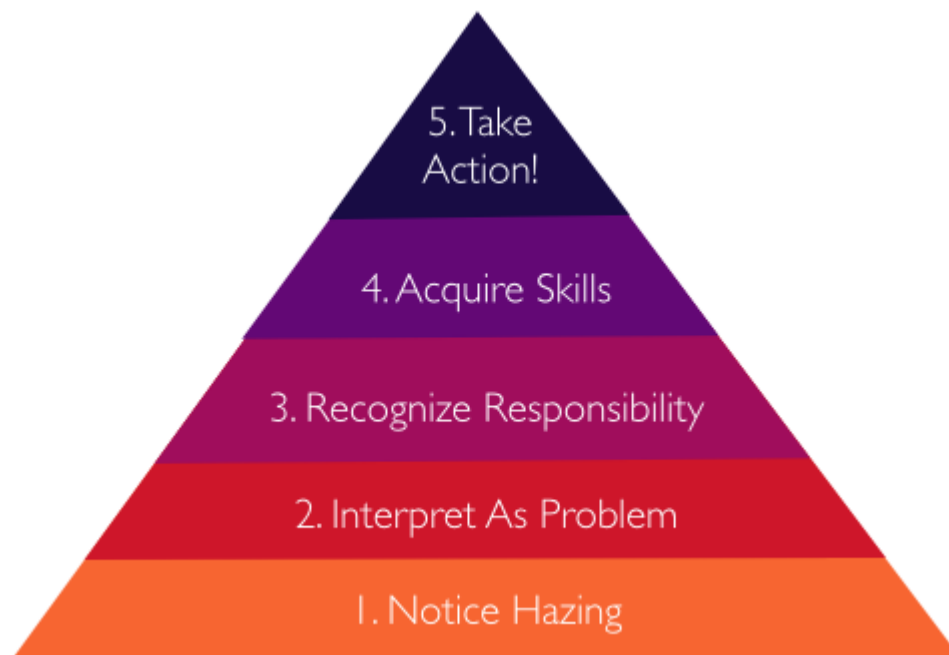 5. Take
Action!
4. Acquire Skills
3. Recognize Responsibility
2. Interpret As Problem
1. Notice Hazing